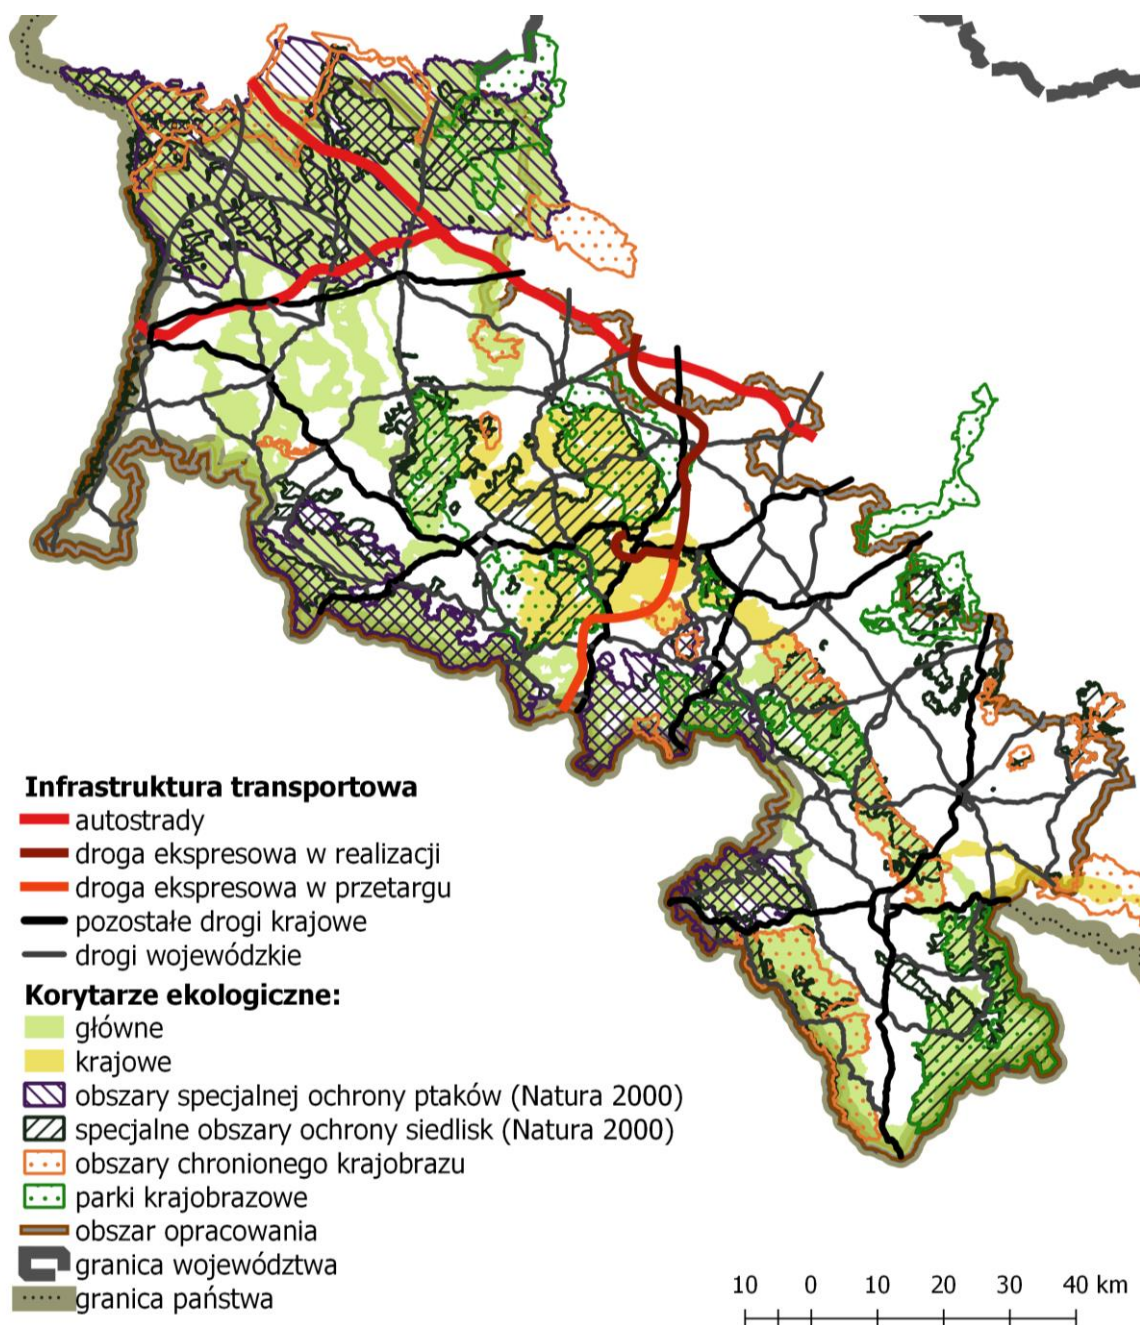 Infrastruktura transportowa
autostrady
droga ekspresowa w realizacji
droga ekspresowa w przetargu
pozostałe drogi krajowe
drogi wojewódzkie
Korytarze ekologiczne:
główne
krajowe
obszary specjalnej ochrony ptaków (Natura 2000)
specjalne obszary ochrony siedlisk (Natura 2000)
obszary chronionego krajobrazu
parki krajobrazowe
obszar opracowania
granica województwa
granica państwa
10 0 10 20 30 40 km